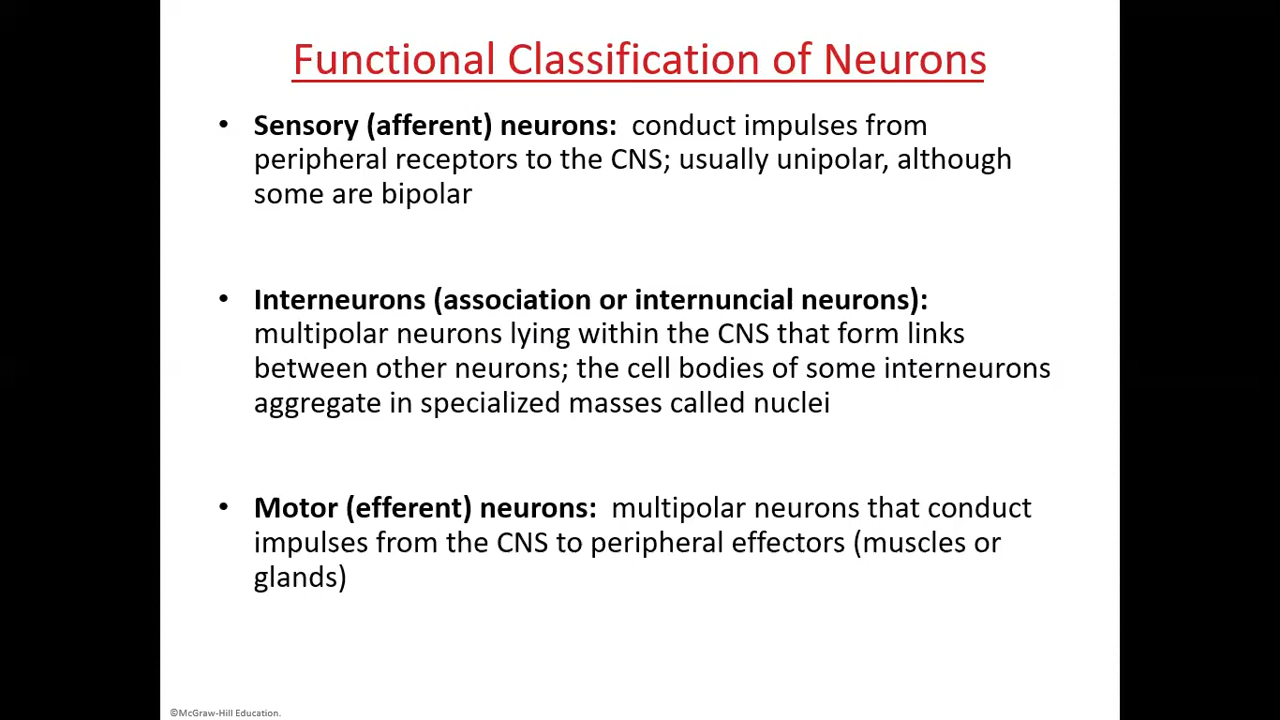 Functional Classification of Neurons
• Sensory (afferent) neurons: conduct impulses from
peripheral receptors to the CNS; usually unipolar, although
some are bipolar
• Interneurons (association or internuncial neurons):
multipolar neurons lying within the CNS that form links
between other neurons; the cell bodies of some interneurons
aggregate in specialized masses called nuclei
• Motor (efferent) neurons: multipolar neurons that conduct
impulses from the CNS to peripheral effectors (muscles or
glands)
©McGraw-Hill Education.